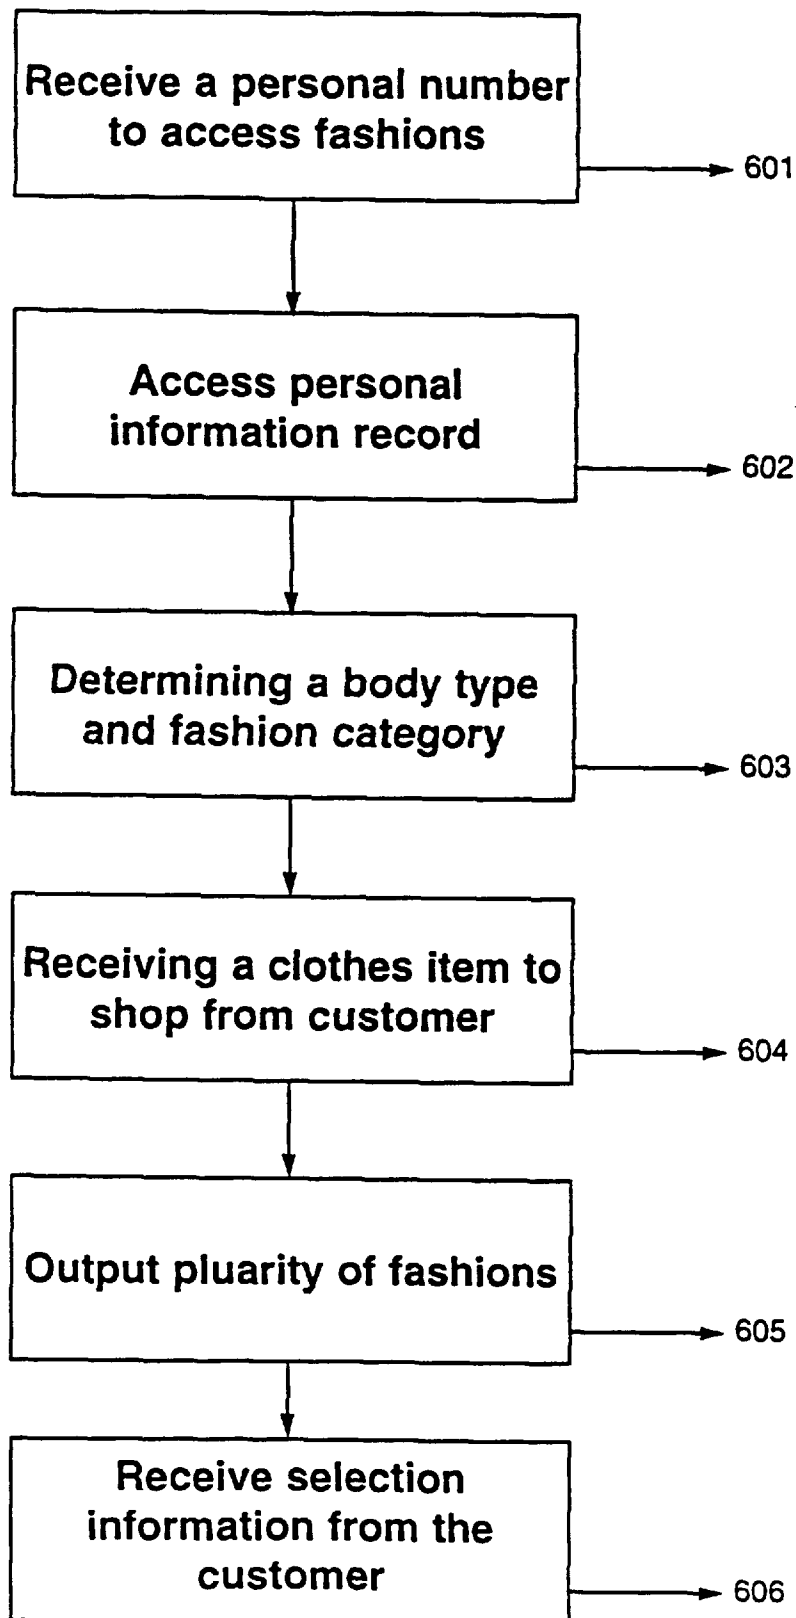 Receive a personal number
to access fashions
601
Access personal
information record
602
Determining a body type
and fashion category
603
Receiving a clothes item to
shop from customer
604
Output pluarity of fashions
605
Receive selection
information from the
customer
606